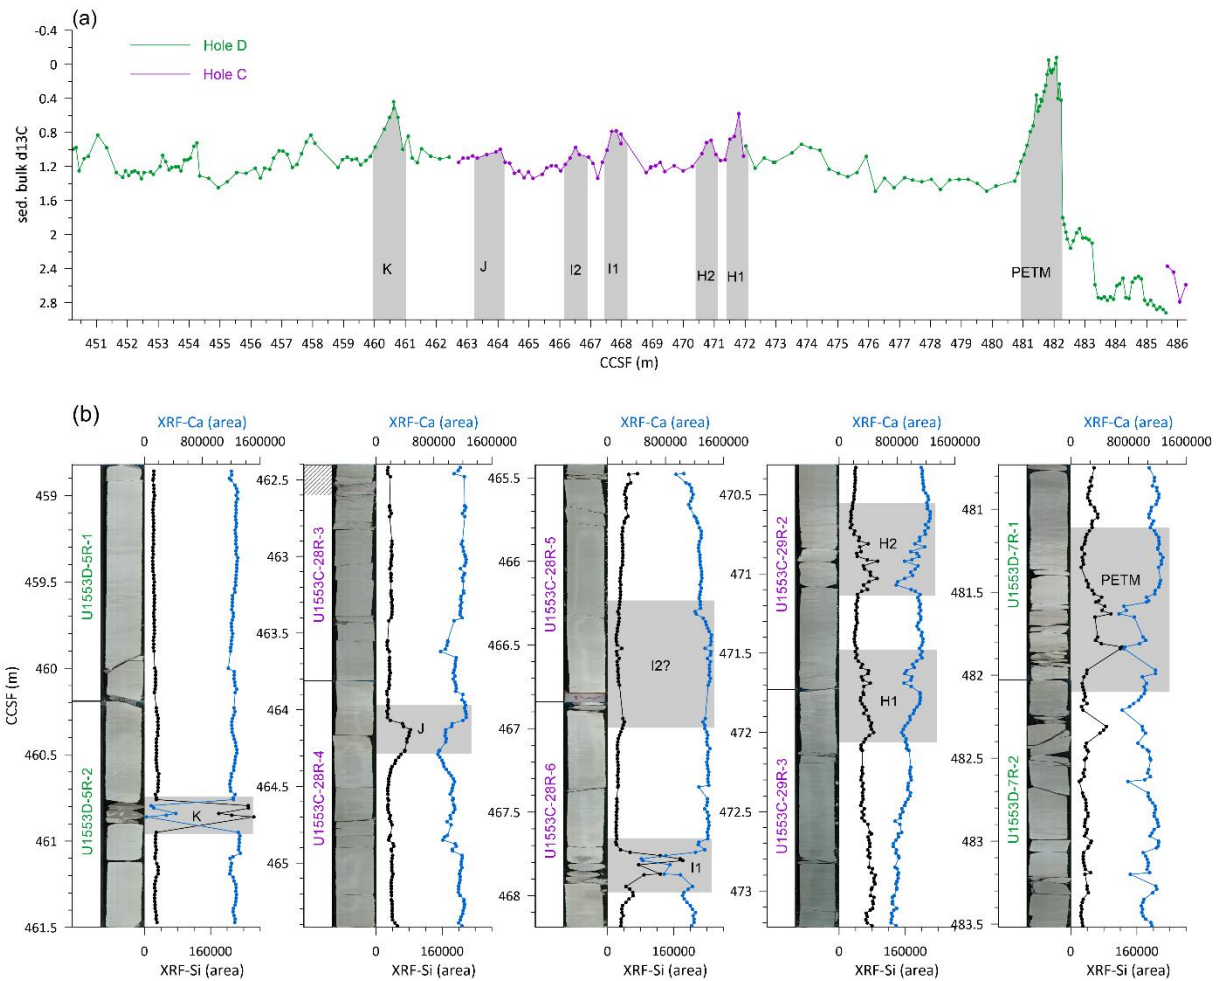 (a)
-0.4
0
0.4
0.8
1.2
1.6
2
2.4
2.8
sed. bulk d13C
Hole D
Hole C
K
J
I2
I1
H2
H1
PETM
451 452 453 454 455 456 457 458 459 460 461 462 463 464 465 466 467 468 469 470 471 472 473 474 475 476 477 478 479 480 481 482 483 484 485 486
CCSF (m)
(b)
XRF-Ca (area)
0 800000 1600000
CCSF (m)
459
459.5
460
460.5
461
461.5
U1553D-5R-1
U1553D-5R-2
K
0 160000
XRF-Si (area)
XRF-Ca (area)
0 800000 1600000
462.5
463
463.5
464
464.5
465
U1553C-28R-3
U1553C-28R-4
J
0 160000
XRF-Si (area)
XRF-Ca (area)
0 800000 1600000
465.5
466
466.5
467
467.5
468
U1553C-28R-5
U1553C-28R-6
I2?
I1
0 160000
XRF-Si (area)
XRF-Ca (area)
0 800000 1600000
470.5
471
471.5
472
472.5
473
U1553C-29R-2
U1553C-29R-3
H2
H1
0 160000
XRF-Si (area)
XRF-Ca (area)
0 800000 1600000
481
481.5
482
482.5
483
483.5
U1553D-7R-1
U1553D-7R-2
PETM
0 160000
XRF-Si (area)